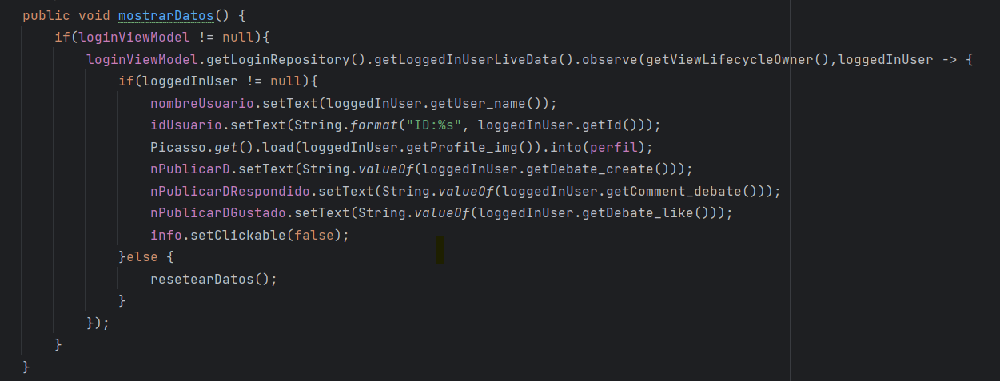 public void mostrarDatos() {
if(loginViewModel != null){
loginViewModel.getLoginRepository().getLoggedInUserLiveData().observe(getViewLifecycleOwner(),loggedInUser -> {
if(loggedInUser != null){
nombreUsuario.setText(loggedInUser.getUser_name());
idUsuario.setText(String.format("ID:%s", loggedInUser.getId()));
Picasso.get().load(loggedInUser.getProfile_img()).into(perfil);
nPublicarD.setText(String.valueOf(loggedInUser.getDebate_create()));
nPublicarDRespondido.setText(String.valueOf(loggedInUser.getComment_debate()));
nPublicarDGustado.setText(String.valueOf(loggedInUser.getDebate_like()));
info.setClickable(false);
}else {
resetearDatos();
}
});
}
}